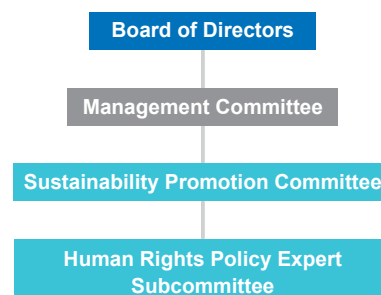 Board of Directors
Management Committee
Sustainability Promotion Committee
Human Rights Policy Expert
Subcommittee